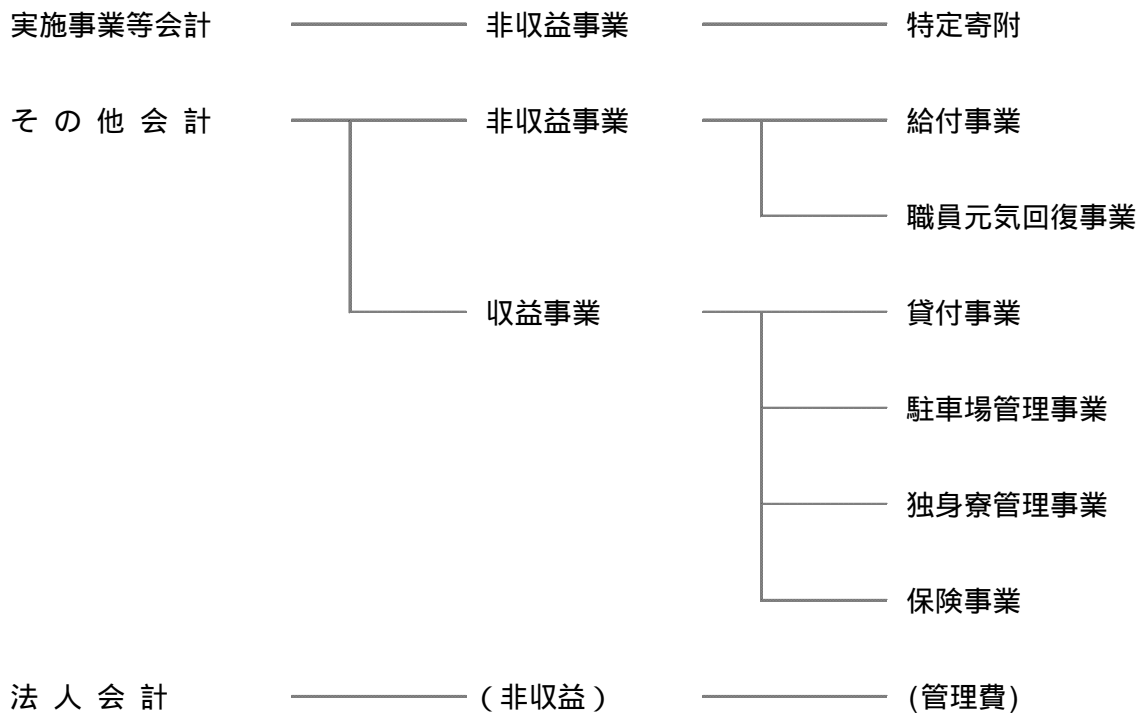 実施事業等会計 非収益事業 特定寄附
その他会計 非収益事業 給付事業
職員元気回復事業
収益事業 貸付事業
駐車場管理事業
独身寮管理事業
保険事業
法人会計 (非収益) (管理費)